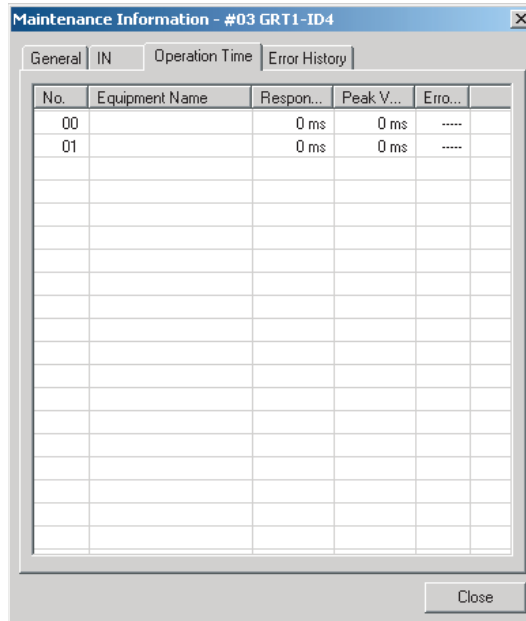 Maintenance Information - #03 GRT1-ID4
General IN Operation Time Error History
No. Equipment Name Respon... Peak V... Erro...
00 0 ms 0 ms -----
01 0 ms 0 ms -----
Close